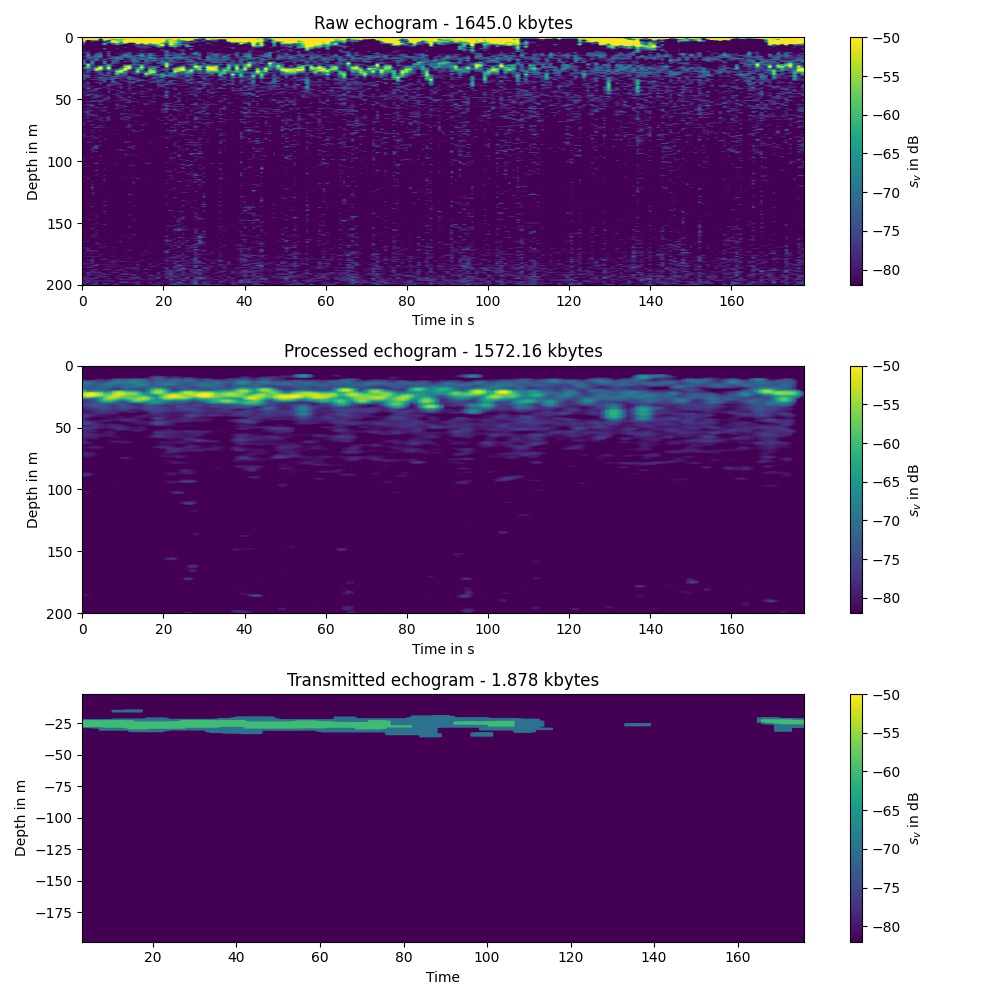 Raw echogram - 1645.0 kbytes
0
50
100
150
200
Depth in m
0 20 40 60 80 100 120 140 160
Time in s
−50
−55
−60
−65
−70
−75
−80
s_v in dB
Processed echogram - 1572.16 kbytes
0
50
100
150
200
Depth in m
0 20 40 60 80 100 120 140 160
Time in s
−50
−55
−60
−65
−70
−75
−80
s_v in dB
Transmitted echogram - 1.878 kbytes
−25
−50
−75
−100
−125
−150
−175
Depth in m
20 40 60 80 100 120 140 160
Time
−50
−55
−60
−65
−70
−75
−80
s_v in dB